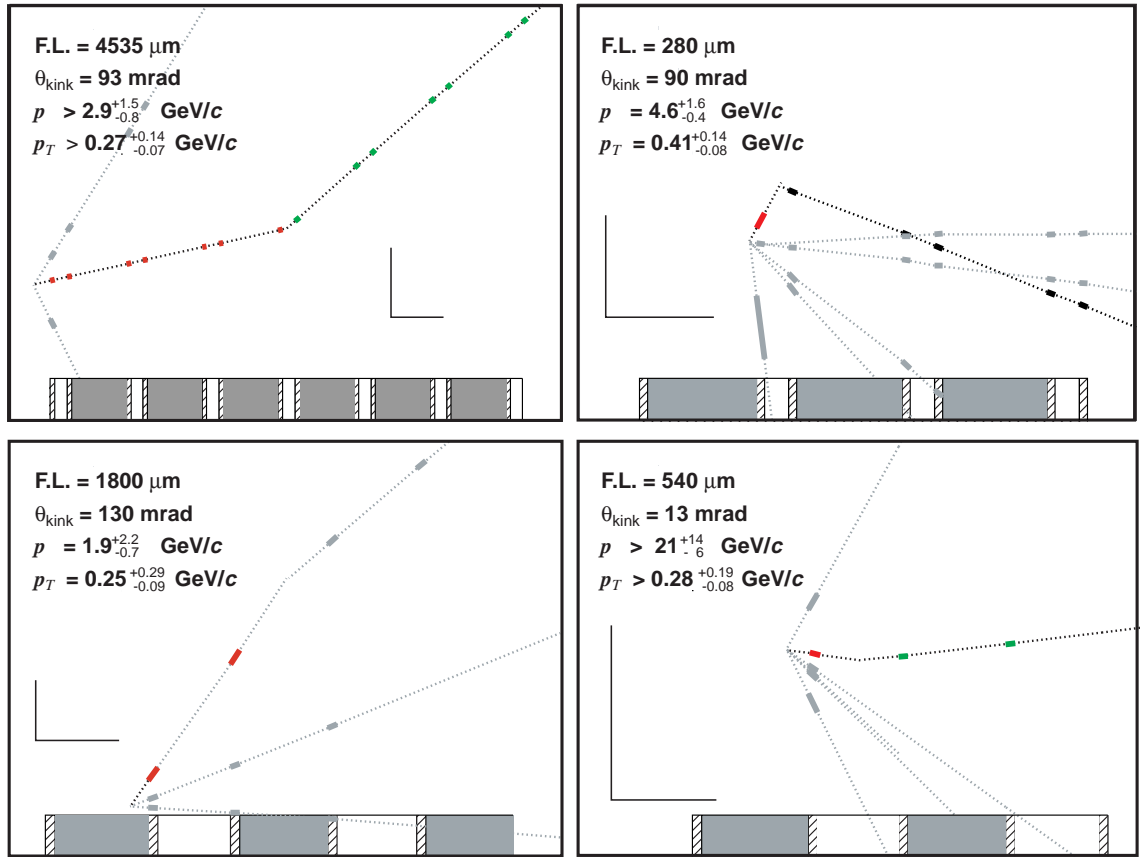 F.L. = 4535 μm
θkink = 93 mrad
p > 2.9 +1.5 -0.8 GeV/c
pT > 0.27 +0.14 -0.07 GeV/c
F.L. = 280 μm
θkink = 90 mrad
p = 4.6 +1.6 -0.4 GeV/c
pT = 0.41 +0.14 -0.08 GeV/c
F.L. = 1800 μm
θkink = 130 mrad
p = 1.9 +2.2 -0.7 GeV/c
pT = 0.25 +0.29 -0.09 GeV/c
F.L. = 540 μm
θkink = 13 mrad
p > 21 +14 - 6 GeV/c
pT > 0.28 +0.19 -0.08 GeV/c